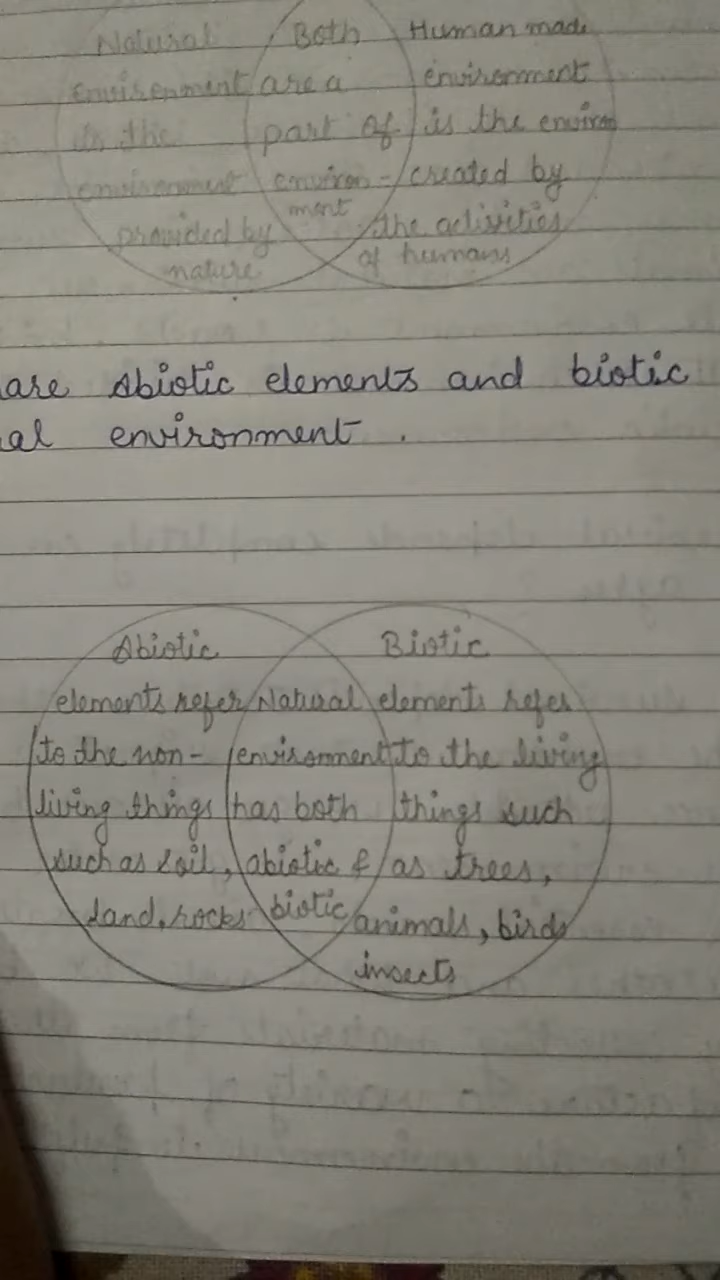 Natural
environment
is the
environment
provided by
nature
Both
are a
part of
environ-
ment
Human made
environment
is the environ
created by
the activities
of humans
are Abiotic elements and biotic
al environment.
Abiotic
elements refer
to the non-
living things
such as soil,
land, rocks
Natural
environment
has both
abiotic &
biotic
Biotic
elements refer
to the living
things such
as trees,
animals, birds
insects